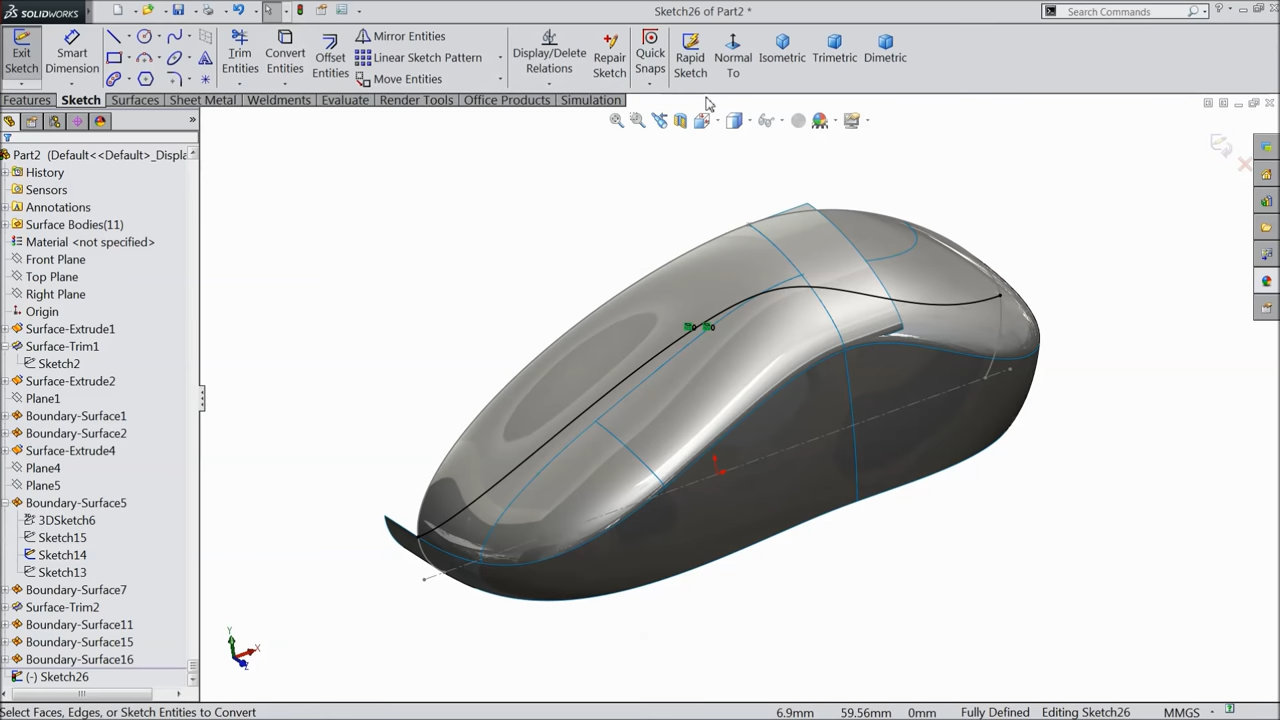 SOLIDWORKS
Sketch26 of Part2 *
Search Commands
Exit Sketch
Smart Dimension
Trim Entities
Convert Entities
Offset Entities
Mirror Entities
Linear Sketch Pattern
Move Entities
Display/Delete Relations
Repair Sketch
Quick Snaps
Rapid Sketch
Normal To
Isometric
Trimetric
Dimetric
Features
Sketch
Surfaces
Sheet Metal
Weldments
Evaluate
Render Tools
Office Products
Simulation
Part2 (Default<<Default>_Displa
History
Sensors
Annotations
Surface Bodies(11)
Material <not specified>
Front Plane
Top Plane
Right Plane
Origin
Surface-Extrude1
Surface-Trim1
Sketch2
Surface-Extrude2
Plane1
Boundary-Surface1
Boundary-Surface2
Surface-Extrude4
Plane4
Plane5
Boundary-Surface5
3DSketch6
Sketch15
Sketch14
Sketch13
Boundary-Surface7
Surface-Trim2
Boundary-Surface11
Boundary-Surface15
Boundary-Surface16
(-) Sketch26
Y
X
Z
Select Faces, Edges, or Sketch Entities to Convert
6.9mm
59.56mm
0mm
Fully Defined
Editing Sketch26
MMGS